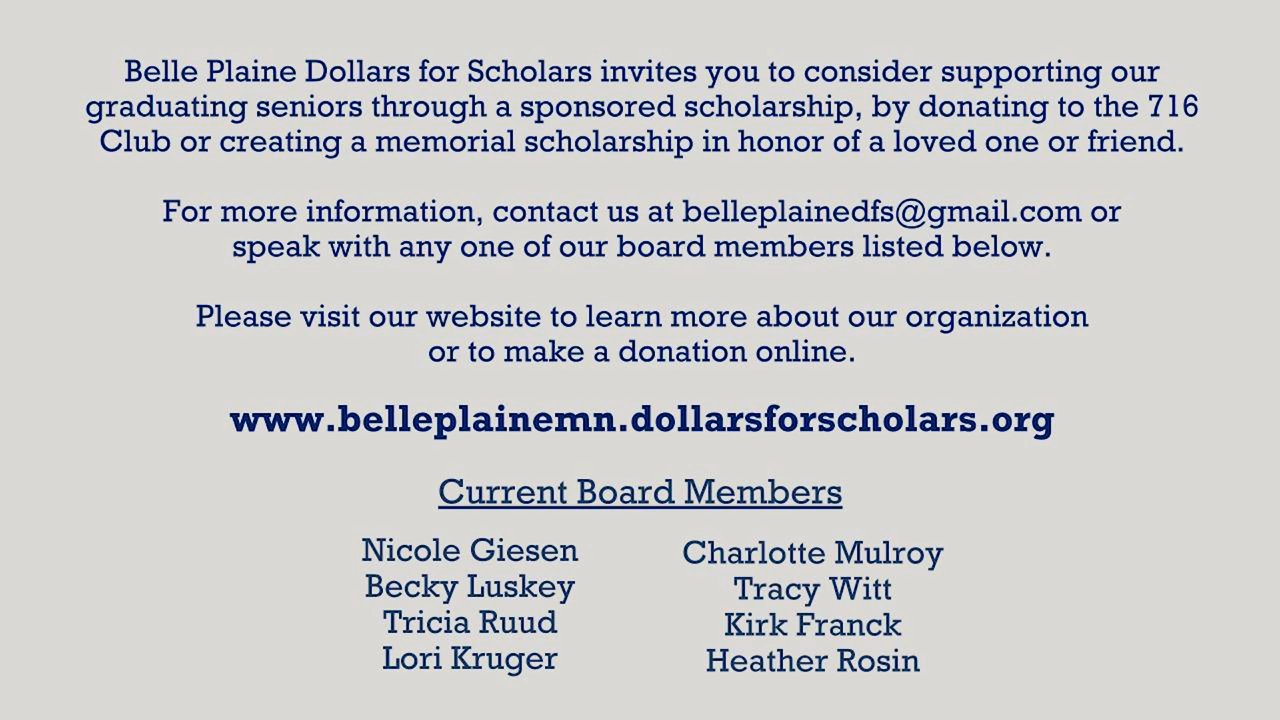 Belle Plaine Dollars for Scholars invites you to consider supporting our
graduating seniors through a sponsored scholarship, by donating to the 716
Club or creating a memorial scholarship in honor of a loved one or friend.
For more information, contact us at belleplainedfs@gmail.com or
speak with any one of our board members listed below.
Please visit our website to learn more about our organization
or to make a donation online.
www.belleplainemn.dollarsforscholars.org
Current Board Members
Nicole Giesen
Becky Luskey
Tricia Ruud
Lori Kruger
Charlotte Mulroy
Tracy Witt
Kirk Franck
Heather Rosin